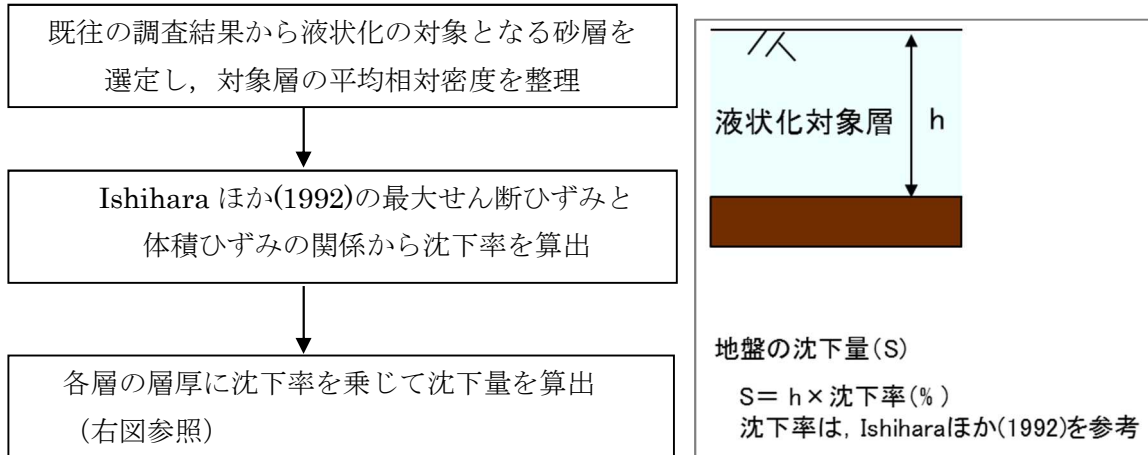 既往の調査結果から液状化の対象となる砂層を
選定し，対象層の平均相対密度を整理
Ishihara ほか(1992)の最大せん断ひずみと
体積ひずみの関係から沈下率を算出
各層の層厚に沈下率を乗じて沈下量を算出
（右図参照）
液状化対象層
h
地盤の沈下量(S)
S＝ h×沈下率(%)
沈下率は，Ishiharaほか(1992)を参考